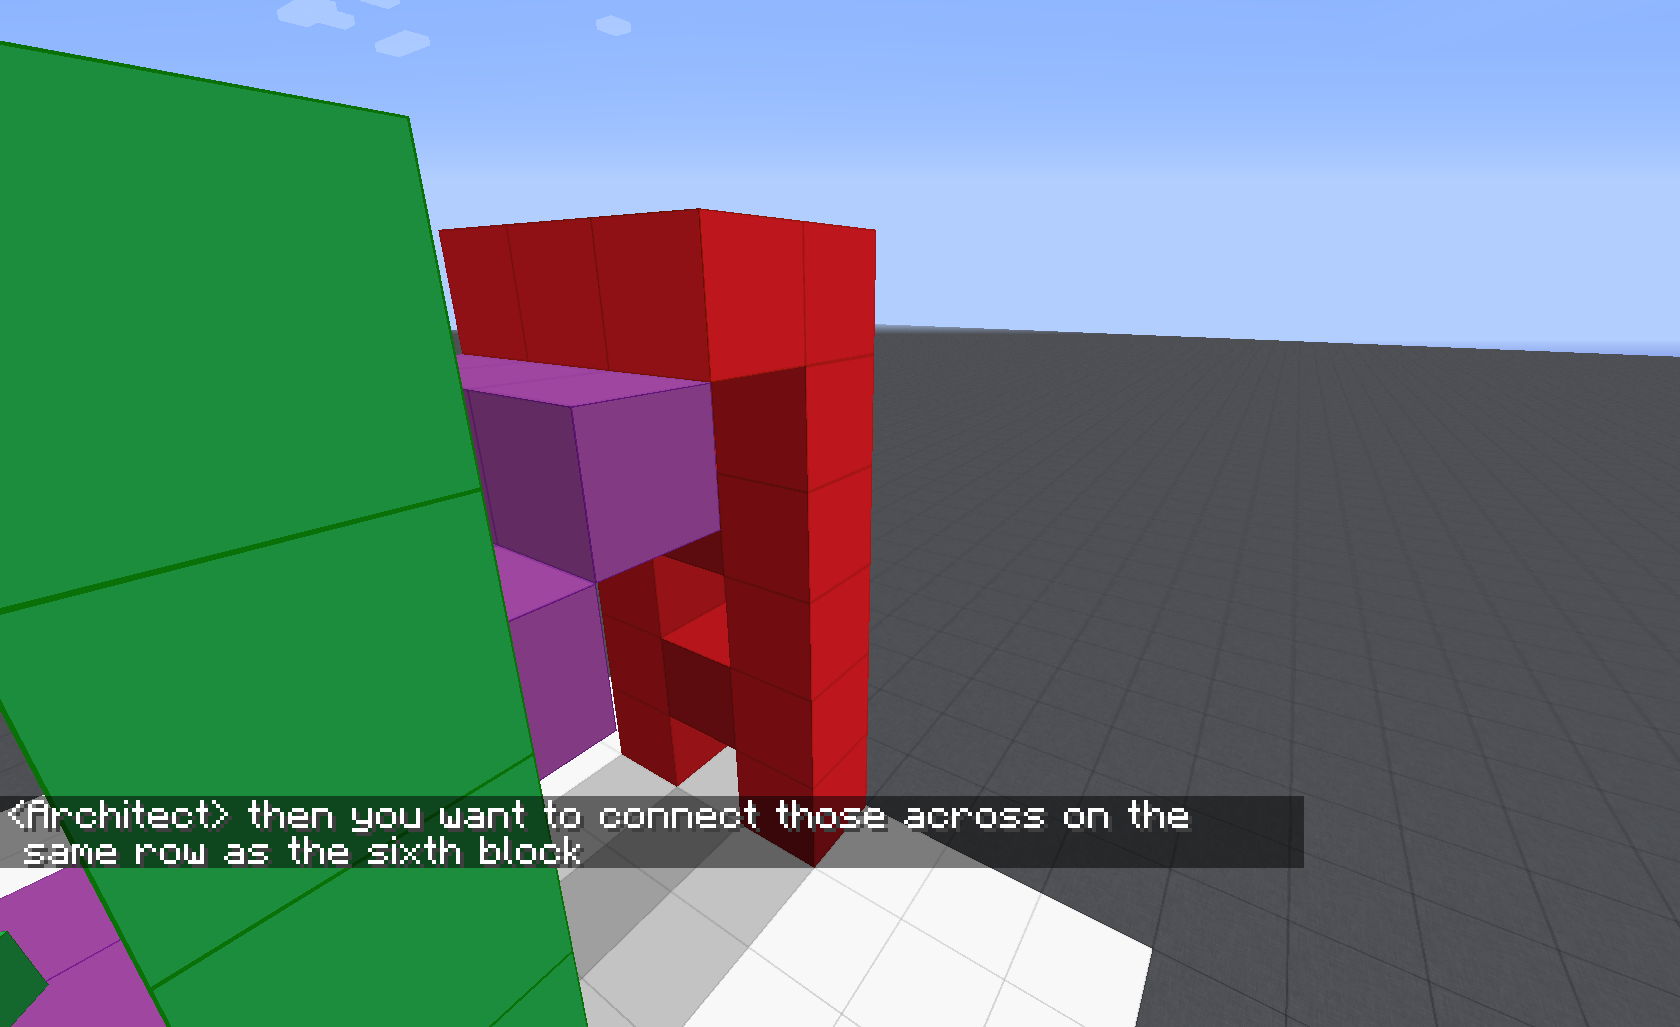 <Architect> then you want to connect those across on the
same row as the sixth block